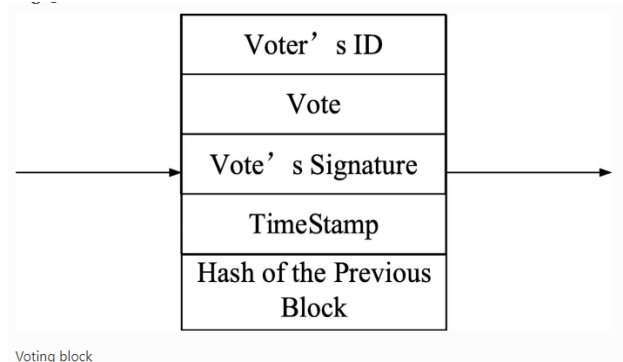 Voter’ s ID
Vote
Vote’ s Signature
TimeStamp
Hash of the Previous
Block
Voting block